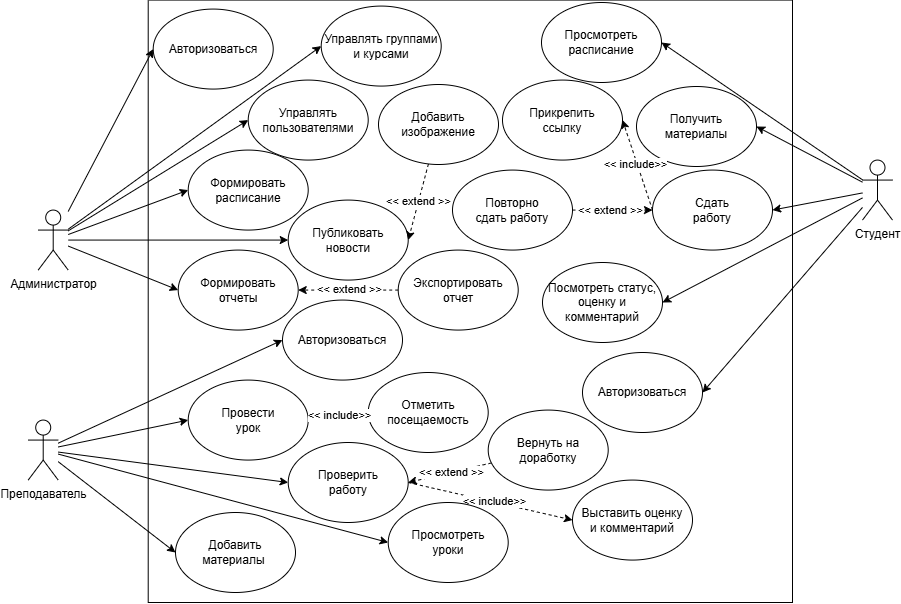 Авторизоваться
Управлять группами
и курсами
Просмотреть
расписание
Управлять
пользователями
Добавить
изображение
Прикрепить
ссылку
Получить
материалы
<< include>>
Формировать
расписание
<< extend >>
Повторно
сдать работу
<< extend >>
Сдать
работу
Студент
Публиковать
новости
Администратор
Формировать
отчеты
<< extend >>
Экспортировать
отчет
Посмотреть статус,
оценку и
комментарий
Авторизоваться
Авторизоваться
Провести
урок
<< include>>
Отметить
посещаемость
Вернуть на
доработку
Проверить
работу
<< extend >>
<< include>>
Преподаватель
Выставить оценку
и комментарий
Просмотреть
уроки
Добавить
материалы